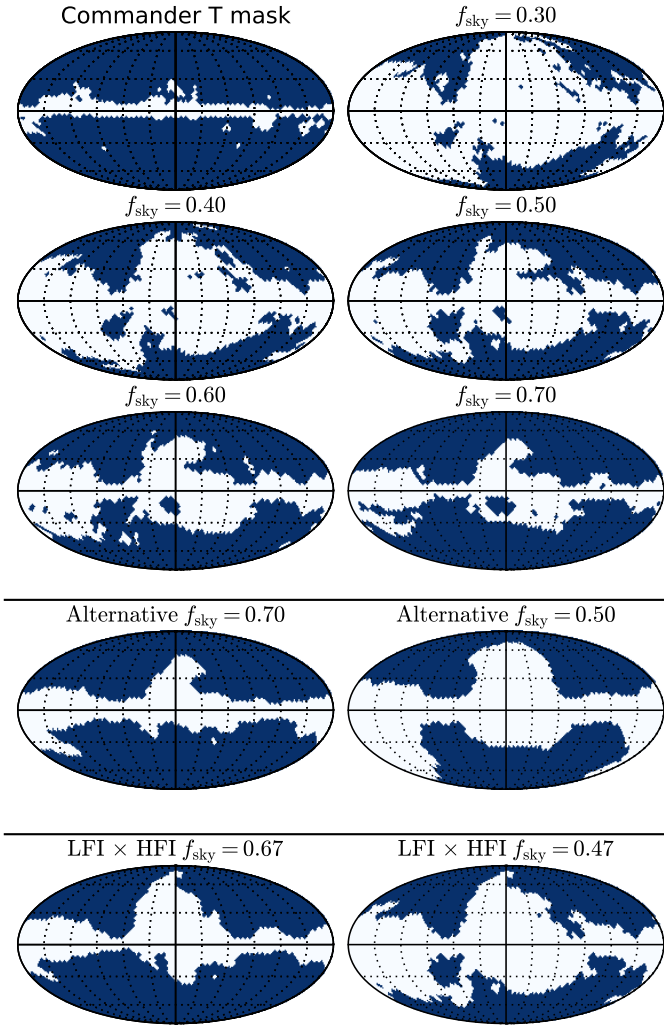 Commander T mask
f_sky = 0.30
f_sky = 0.40
f_sky = 0.50
f_sky = 0.60
f_sky = 0.70
Alternative f_sky = 0.70
Alternative f_sky = 0.50
LFI × HFI f_sky = 0.67
LFI × HFI f_sky = 0.47